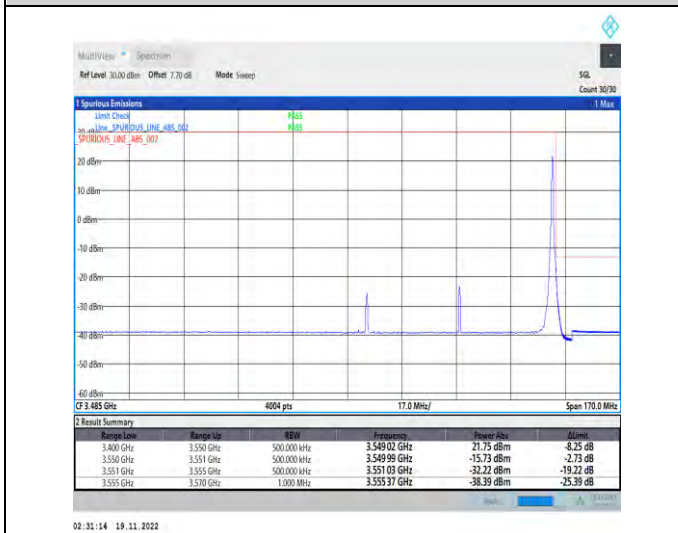 MultiView Spectrum
Ref Level 30.00 dBm Offset 7.70 dB Mode Sweep SGL
Count 30/30
1 Spurious Emissions 1 Max
Limit Check PASS
Line _SPURIOUS_LINE_ABS_002 PASS
_SPURIOUS_LINE_ABS_002
20 dBm
10 dBm
0 dBm
-10 dBm
-20 dBm
-30 dBm
-40 dBm
-50 dBm
-60 dBm
CF 3.485 GHz 4004 pts 17.0 MHz/ Span 170.0 MHz
2 Result Summary
Range Low Range Up RBW Frequency Power Abs ΔLimit
3.400 GHz 3.550 GHz 500.000 kHz 3.549 02 GHz 21.75 dBm -8.25 dB
3.550 GHz 3.551 GHz 500.000 kHz 3.549 99 GHz -15.73 dBm -2.73 dB
3.551 GHz 3.555 GHz 500.000 kHz 3.551 03 GHz -32.22 dBm -19.22 dB
3.555 GHz 3.570 GHz 1.000 MHz 3.555 37 GHz -38.39 dBm -25.39 dB
02:31:14 19.11.2022